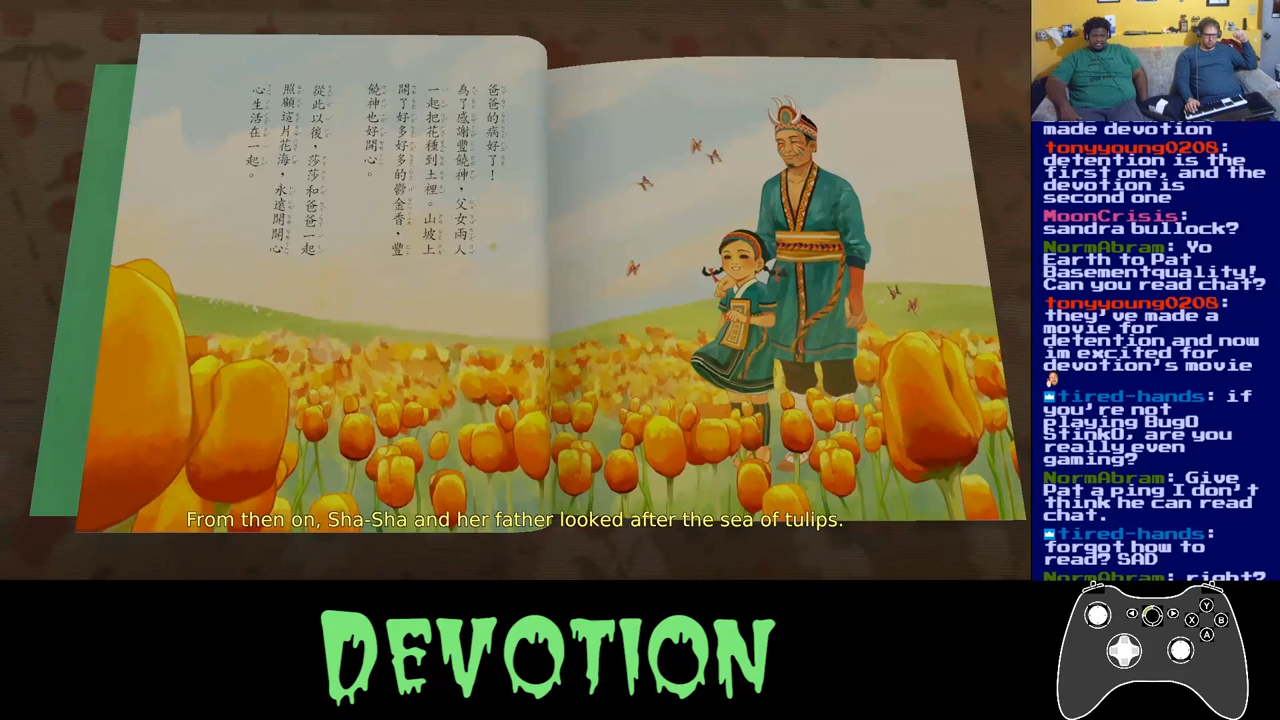 爸爸的病好了！
為了感謝豐饒神，父女兩人
一起把花種到土裡。山坡上
開了好多好多的鬱金香，豐
饒神也好開心。
從此以後，莎莎和爸爸一起
照顧這片花海，永遠開開心
心生活在一起。
From then on, Sha-Sha and her father looked after the sea of tulips.
made devotion
tonyyoung0208:
detention is the
first one, and the
devotion is
second one
MoonCrisis:
sandra bullock?
NormAbram: Yo
Earth to Pat
Basementquality!
Can you read chat?
tonyyoung0208:
they've made a
movie for
detention and now
im excited for
devotion's movie
tired-hands: if
you're not
playing BugO
StinkO, are you
really even
gaming?
NormAbram: Give
Pat a ping I don't
think he can read
chat.
tired-hands:
forgot how to
read? SAD
NormAbram: right?
DEVOTION
Y
X
B
A